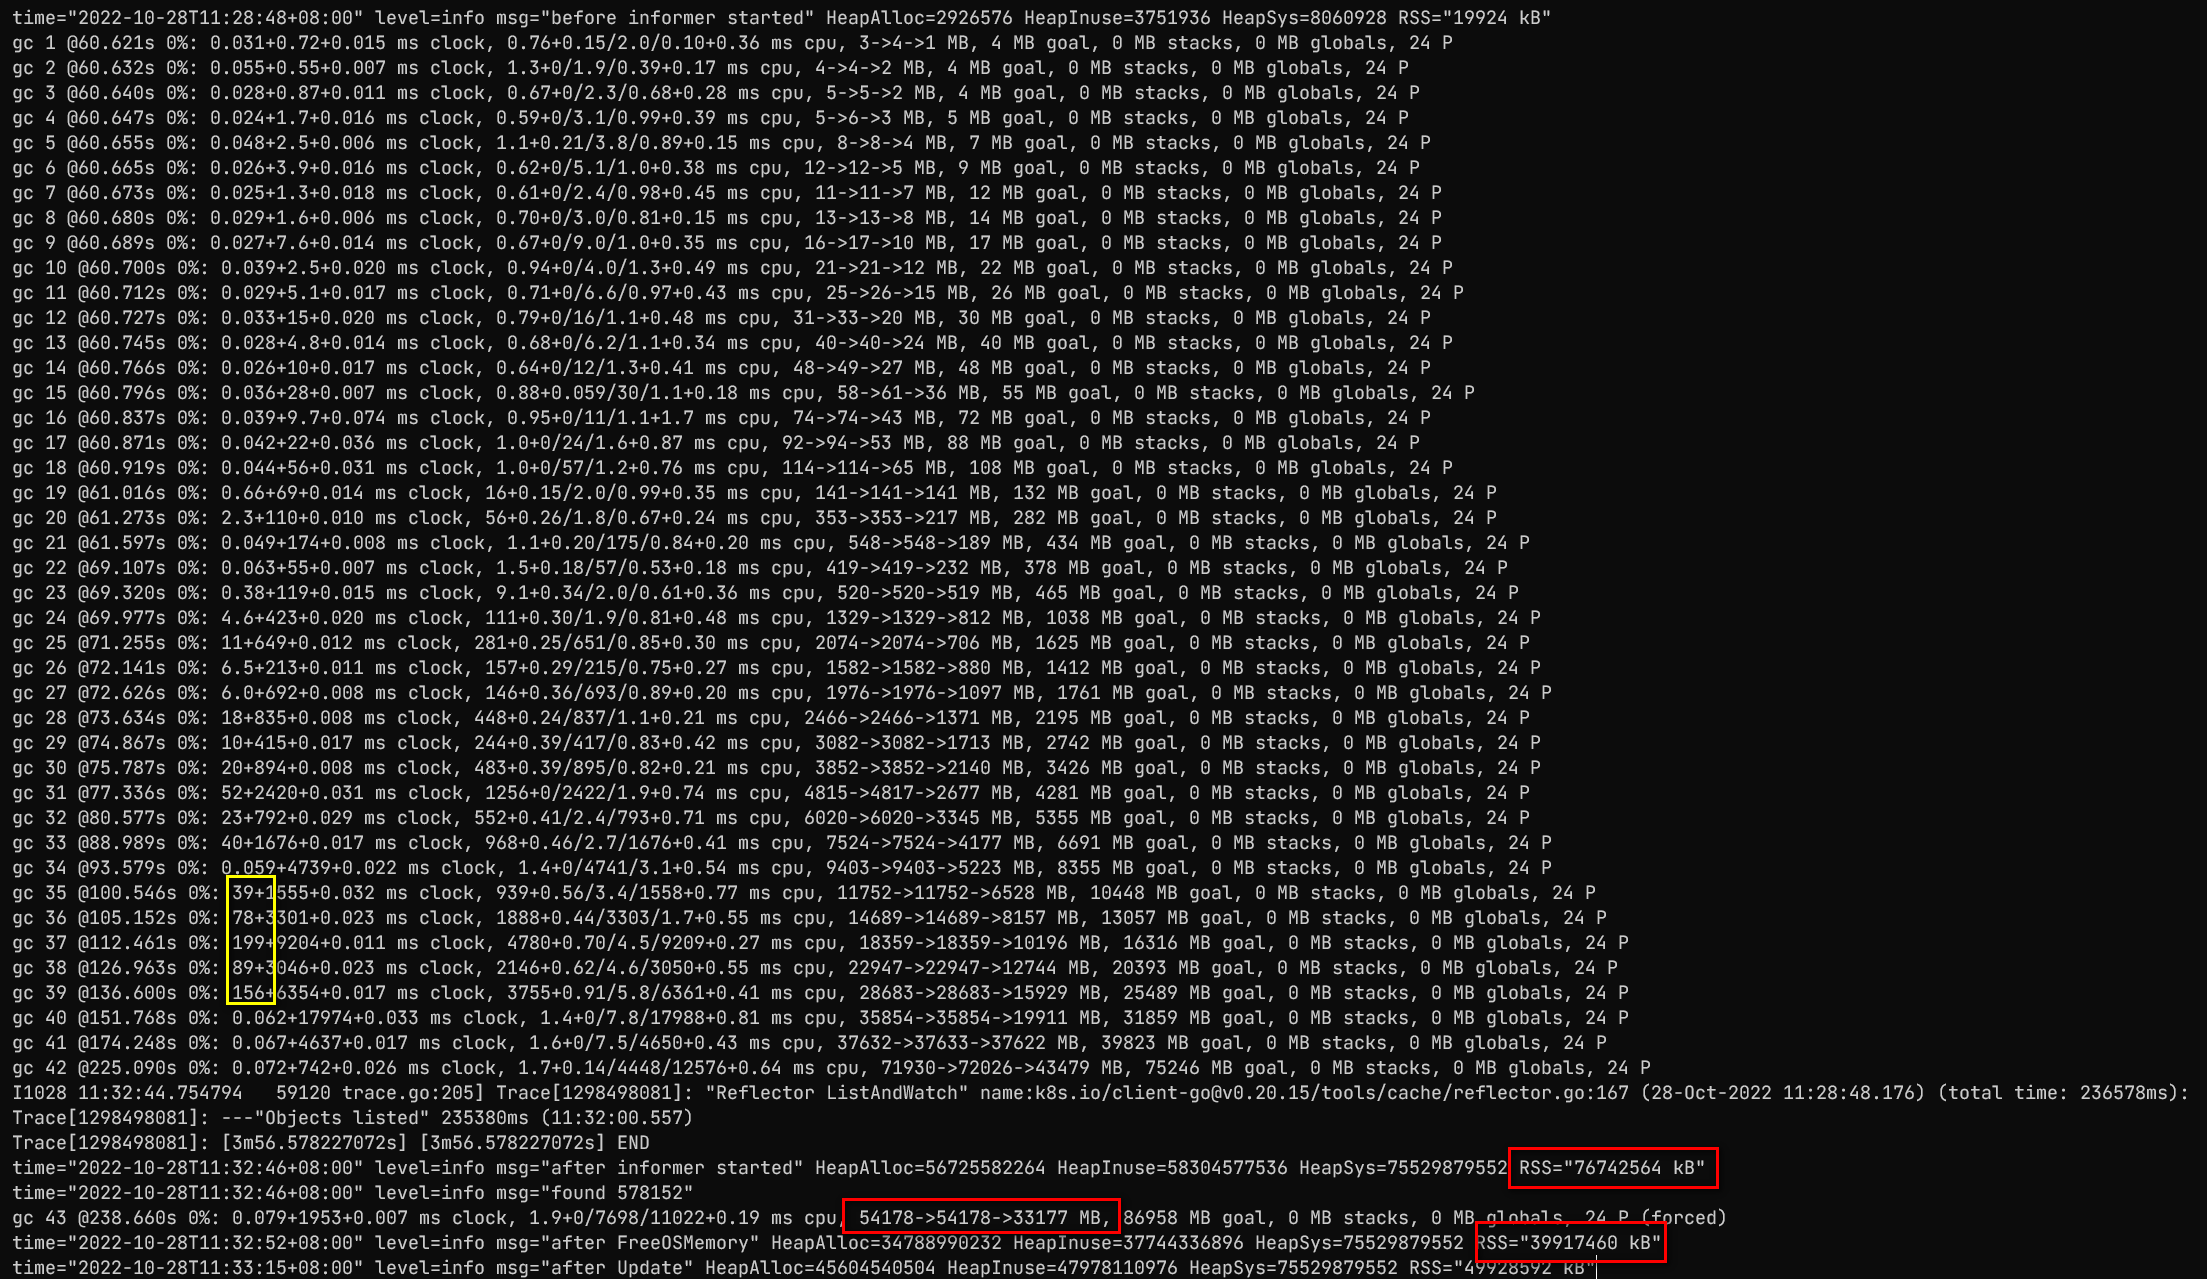 time="2022-10-28T11:28:48+08:00" level=info msg="before informer started" HeapAlloc=2926576 HeapInuse=3751936 HeapSys=8060928 RSS="19924 kB"
gc 1 @60.621s 0%: 0.031+0.72+0.015 ms clock, 0.76+0.15/2.0/0.10+0.36 ms cpu, 3->4->1 MB, 4 MB goal, 0 MB stacks, 0 MB globals, 24 P
gc 2 @60.632s 0%: 0.055+0.55+0.007 ms clock, 1.3+0/1.9/0.39+0.17 ms cpu, 4->4->2 MB, 4 MB goal, 0 MB stacks, 0 MB globals, 24 P
gc 3 @60.640s 0%: 0.028+0.87+0.011 ms clock, 0.67+0/2.3/0.68+0.28 ms cpu, 5->5->2 MB, 4 MB goal, 0 MB stacks, 0 MB globals, 24 P
gc 4 @60.647s 0%: 0.024+1.7+0.016 ms clock, 0.59+0/3.1/0.99+0.39 ms cpu, 5->6->3 MB, 5 MB goal, 0 MB stacks, 0 MB globals, 24 P
gc 5 @60.655s 0%: 0.048+2.5+0.006 ms clock, 1.1+0.21/3.8/0.89+0.15 ms cpu, 8->8->4 MB, 7 MB goal, 0 MB stacks, 0 MB globals, 24 P
gc 6 @60.665s 0%: 0.026+3.9+0.016 ms clock, 0.62+0/5.1/1.0+0.38 ms cpu, 12->12->5 MB, 9 MB goal, 0 MB stacks, 0 MB globals, 24 P
gc 7 @60.673s 0%: 0.025+1.3+0.018 ms clock, 0.61+0/2.4/0.98+0.45 ms cpu, 11->11->7 MB, 12 MB goal, 0 MB stacks, 0 MB globals, 24 P
gc 8 @60.680s 0%: 0.029+1.6+0.006 ms clock, 0.70+0/3.0/0.81+0.15 ms cpu, 13->13->8 MB, 14 MB goal, 0 MB stacks, 0 MB globals, 24 P
gc 9 @60.689s 0%: 0.027+7.6+0.014 ms clock, 0.67+0/9.0/1.0+0.35 ms cpu, 16->17->10 MB, 17 MB goal, 0 MB stacks, 0 MB globals, 24 P
gc 10 @60.700s 0%: 0.039+2.5+0.020 ms clock, 0.94+0/4.0/1.3+0.49 ms cpu, 21->21->12 MB, 22 MB goal, 0 MB stacks, 0 MB globals, 24 P
gc 11 @60.712s 0%: 0.029+5.1+0.017 ms clock, 0.71+0/6.6/0.97+0.43 ms cpu, 25->26->15 MB, 26 MB goal, 0 MB stacks, 0 MB globals, 24 P
gc 12 @60.727s 0%: 0.033+15+0.020 ms clock, 0.79+0/16/1.1+0.48 ms cpu, 31->33->20 MB, 30 MB goal, 0 MB stacks, 0 MB globals, 24 P
gc 13 @60.745s 0%: 0.028+4.8+0.014 ms clock, 0.68+0/6.2/1.1+0.34 ms cpu, 40->40->24 MB, 40 MB goal, 0 MB stacks, 0 MB globals, 24 P
gc 14 @60.766s 0%: 0.026+10+0.017 ms clock, 0.64+0/12/1.3+0.41 ms cpu, 48->49->27 MB, 48 MB goal, 0 MB stacks, 0 MB globals, 24 P
gc 15 @60.796s 0%: 0.036+28+0.007 ms clock, 0.88+0.059/30/1.1+0.18 ms cpu, 58->61->36 MB, 55 MB goal, 0 MB stacks, 0 MB globals, 24 P
gc 16 @60.837s 0%: 0.039+9.7+0.074 ms clock, 0.95+0/11/1.1+1.7 ms cpu, 74->74->43 MB, 72 MB goal, 0 MB stacks, 0 MB globals, 24 P
gc 17 @60.871s 0%: 0.042+22+0.036 ms clock, 1.0+0/24/1.6+0.87 ms cpu, 92->94->53 MB, 88 MB goal, 0 MB stacks, 0 MB globals, 24 P
gc 18 @60.919s 0%: 0.044+56+0.031 ms clock, 1.0+0/57/1.2+0.76 ms cpu, 114->114->65 MB, 108 MB goal, 0 MB stacks, 0 MB globals, 24 P
gc 19 @61.016s 0%: 0.66+69+0.014 ms clock, 16+0.15/2.0/0.99+0.35 ms cpu, 141->141->141 MB, 132 MB goal, 0 MB stacks, 0 MB globals, 24 P
gc 20 @61.273s 0%: 2.3+110+0.010 ms clock, 56+0.26/1.8/0.67+0.24 ms cpu, 353->353->217 MB, 282 MB goal, 0 MB stacks, 0 MB globals, 24 P
gc 21 @61.597s 0%: 0.049+174+0.008 ms clock, 1.1+0.20/175/0.84+0.20 ms cpu, 548->548->189 MB, 434 MB goal, 0 MB stacks, 0 MB globals, 24 P
gc 22 @69.107s 0%: 0.063+55+0.007 ms clock, 1.5+0.18/57/0.53+0.18 ms cpu, 419->419->232 MB, 378 MB goal, 0 MB stacks, 0 MB globals, 24 P
gc 23 @69.320s 0%: 0.38+119+0.015 ms clock, 9.1+0.34/2.0/0.61+0.36 ms cpu, 520->520->519 MB, 465 MB goal, 0 MB stacks, 0 MB globals, 24 P
gc 24 @69.977s 0%: 4.6+423+0.020 ms clock, 111+0.30/1.9/0.81+0.48 ms cpu, 1329->1329->812 MB, 1038 MB goal, 0 MB stacks, 0 MB globals, 24 P
gc 25 @71.255s 0%: 11+649+0.012 ms clock, 281+0.25/651/0.85+0.30 ms cpu, 2074->2074->706 MB, 1625 MB goal, 0 MB stacks, 0 MB globals, 24 P
gc 26 @72.141s 0%: 6.5+213+0.011 ms clock, 157+0.29/215/0.75+0.27 ms cpu, 1582->1582->880 MB, 1412 MB goal, 0 MB stacks, 0 MB globals, 24 P
gc 27 @72.626s 0%: 6.0+692+0.008 ms clock, 146+0.36/693/0.89+0.20 ms cpu, 1976->1976->1097 MB, 1761 MB goal, 0 MB stacks, 0 MB globals, 24 P
gc 28 @73.634s 0%: 18+835+0.008 ms clock, 448+0.24/837/1.1+0.21 ms cpu, 2466->2466->1371 MB, 2195 MB goal, 0 MB stacks, 0 MB globals, 24 P
gc 29 @74.867s 0%: 10+415+0.017 ms clock, 244+0.39/417/0.83+0.42 ms cpu, 3082->3082->1713 MB, 2742 MB goal, 0 MB stacks, 0 MB globals, 24 P
gc 30 @75.787s 0%: 20+894+0.008 ms clock, 483+0.39/895/0.82+0.21 ms cpu, 3852->3852->2140 MB, 3426 MB goal, 0 MB stacks, 0 MB globals, 24 P
gc 31 @77.336s 0%: 52+2420+0.031 ms clock, 1256+0/2422/1.9+0.74 ms cpu, 4815->4817->2677 MB, 4281 MB goal, 0 MB stacks, 0 MB globals, 24 P
gc 32 @80.577s 0%: 23+792+0.029 ms clock, 552+0.41/2.4/793+0.71 ms cpu, 6020->6020->3345 MB, 5355 MB goal, 0 MB stacks, 0 MB globals, 24 P
gc 33 @88.989s 0%: 40+1676+0.017 ms clock, 968+0.46/2.7/1676+0.41 ms cpu, 7524->7524->4177 MB, 6691 MB goal, 0 MB stacks, 0 MB globals, 24 P
gc 34 @93.579s 0%: 0.059+4739+0.022 ms clock, 1.4+0/4741/3.1+0.54 ms cpu, 9403->9403->5223 MB, 8355 MB goal, 0 MB stacks, 0 MB globals, 24 P
gc 35 @100.546s 0%: 39+1555+0.032 ms clock, 939+0.56/3.4/1558+0.77 ms cpu, 11752->11752->6528 MB, 10448 MB goal, 0 MB stacks, 0 MB globals, 24 P
gc 36 @105.152s 0%: 78+3301+0.023 ms clock, 1888+0.44/3303/1.7+0.55 ms cpu, 14689->14689->8157 MB, 13057 MB goal, 0 MB stacks, 0 MB globals, 24 P
gc 37 @112.461s 0%: 199+9204+0.011 ms clock, 4780+0.70/4.5/9209+0.27 ms cpu, 18359->18359->10196 MB, 16316 MB goal, 0 MB stacks, 0 MB globals, 24 P
gc 38 @126.963s 0%: 89+3046+0.023 ms clock, 2146+0.62/4.6/3050+0.55 ms cpu, 22947->22947->12744 MB, 20393 MB goal, 0 MB stacks, 0 MB globals, 24 P
gc 39 @136.600s 0%: 156+6354+0.017 ms clock, 3755+0.91/5.8/6361+0.41 ms cpu, 28683->28683->15929 MB, 25489 MB goal, 0 MB stacks, 0 MB globals, 24 P
gc 40 @151.768s 0%: 0.062+17974+0.033 ms clock, 1.4+0/7.8/17988+0.81 ms cpu, 35854->35854->19911 MB, 31859 MB goal, 0 MB stacks, 0 MB globals, 24 P
gc 41 @174.248s 0%: 0.067+4637+0.017 ms clock, 1.6+0/7.5/4650+0.43 ms cpu, 37632->37633->37622 MB, 39823 MB goal, 0 MB stacks, 0 MB globals, 24 P
gc 42 @225.090s 0%: 0.072+742+0.026 ms clock, 1.7+0.14/4448/12576+0.64 ms cpu, 71930->72026->43479 MB, 75246 MB goal, 0 MB stacks, 0 MB globals, 24 P
I1028 11:32:44.754794   59120 trace.go:205] Trace[1298498081]: "Reflector ListAndWatch" name:k8s.io/client-go@v0.20.15/tools/cache/reflector.go:167 (28-Oct-2022 11:28:48.176) (total time: 236578ms):
Trace[1298498081]: ---"Objects listed" 235380ms (11:32:00.557)
Trace[1298498081]: [3m56.578227072s] [3m56.578227072s] END
time="2022-10-28T11:32:46+08:00" level=info msg="after informer started" HeapAlloc=56725582264 HeapInuse=58304577536 HeapSys=75529879552 RSS="76742564 kB"
time="2022-10-28T11:32:46+08:00" level=info msg="found 578152"
gc 43 @238.660s 0%: 0.079+1953+0.007 ms clock, 1.9+0/7698/11022+0.19 ms cpu, 54178->54178->33177 MB, 86958 MB goal, 0 MB stacks, 0 MB globals, 24 P (forced)
time="2022-10-28T11:32:52+08:00" level=info msg="after FreeOSMemory" HeapAlloc=34788990232 HeapInuse=37744336896 HeapSys=75529879552 RSS="39917460 kB"
time="2022-10-28T11:33:15+08:00" level=info msg="after Update" HeapAlloc=45604540504 HeapInuse=47978110976 HeapSys=75529879552 RSS="49928592 kB"